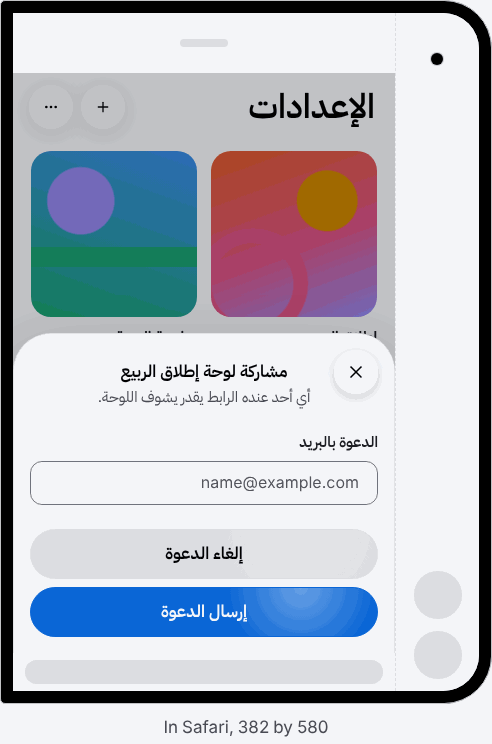 الإعدادات
مشاركة لوحة إطلاق الربيع
أي أحد عنده الرابط يقدر يشوف اللوحة.
الدعوة بالبريد
name@example.com
إلغاء الدعوة
إرسال الدعوة
In Safari, 382 by 580